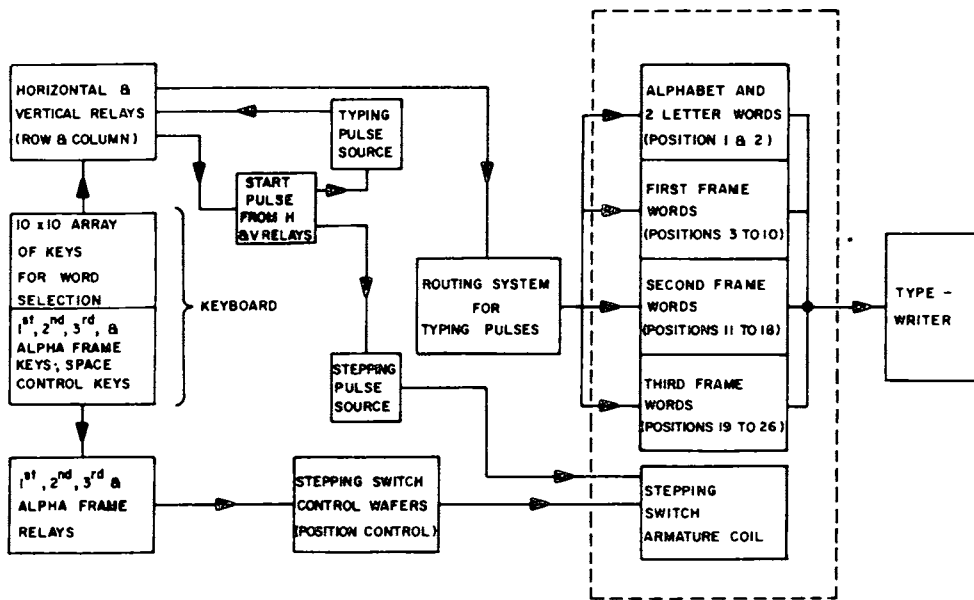 HORIZONTAL &
VERTICAL RELAYS
(ROW & COLUMN)
TYPING
PULSE
SOURCE
START
PULSE
FROM H
& V RELAYS
10 x 10 ARRAY
OF KEYS
FOR WORD
SELECTION
1st, 2nd, 3rd, &
ALPHA FRAME
KEYS-, SPACE
CONTROL KEYS
KEYBOARD
STEPPING
PULSE
SOURCE
ROUTING SYSTEM
FOR
TYPING PULSES
ALPHABET AND
2 LETTER WORDS
(POSITION 1 & 2)
FIRST FRAME
WORDS
(POSITIONS 3 TO 10)
SECOND FRAME
WORDS
(POSITIONS 11 TO 18)
THIRD FRAME
WORDS
(POSITIONS 19 TO 26)
TYPE -
WRITER
1st, 2nd, 3rd &
ALPHA FRAME
RELAYS
STEPPING SWITCH
CONTROL WAFERS
(POSITION CONTROL)
STEPPING
SWITCH
ARMATURE COIL